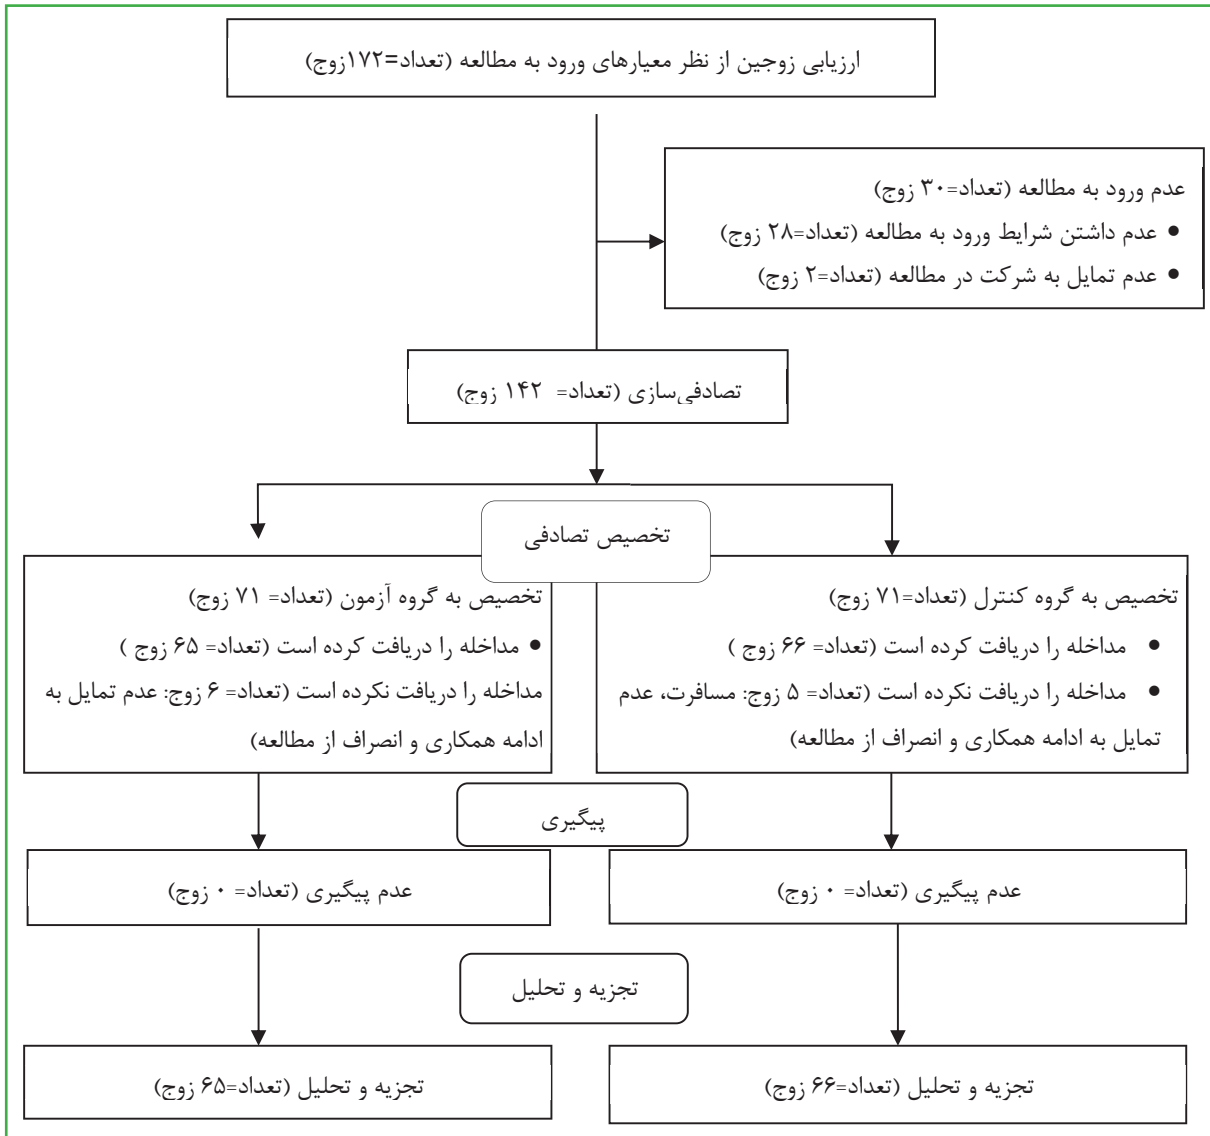 ارزیابی زوجین از نظر معیارهای ورود به مطالعه (تعداد=۱۷۲زوج)
عدم ورود به مطالعه (تعداد=۳۰ زوج)
● عدم داشتن شرایط ورود به مطالعه (تعداد=۲۸ زوج)
● عدم تمایل به شرکت در مطالعه (تعداد=۲ زوج)
تصادفی‌سازی (تعداد= ۱۴۲ زوج)
تخصیص تصادفی
تخصیص به گروه کنترل (تعداد=۷۱ زوج)
● مداخله را دریافت کرده است (تعداد= ۶۶ زوج )
● مداخله را دریافت نکرده است (تعداد= ۵ زوج: مسافرت، عدم
تمایل به ادامه همکاری و انصراف از مطالعه)
تخصیص به گروه آزمون (تعداد= ۷۱ زوج)
● مداخله را دریافت کرده است (تعداد= ۶۵ زوج )
مداخله را دریافت نکرده است (تعداد= ۶ زوج: عدم تمایل به
ادامه همکاری و انصراف از مطالعه)
پیگیری
عدم پیگیری (تعداد= ۰ زوج)
عدم پیگیری (تعداد= ۰ زوج)
تجزیه و تحلیل
تجزیه و تحلیل (تعداد=۶۶ زوج)
تجزیه و تحلیل (تعداد=۶۵ زوج)